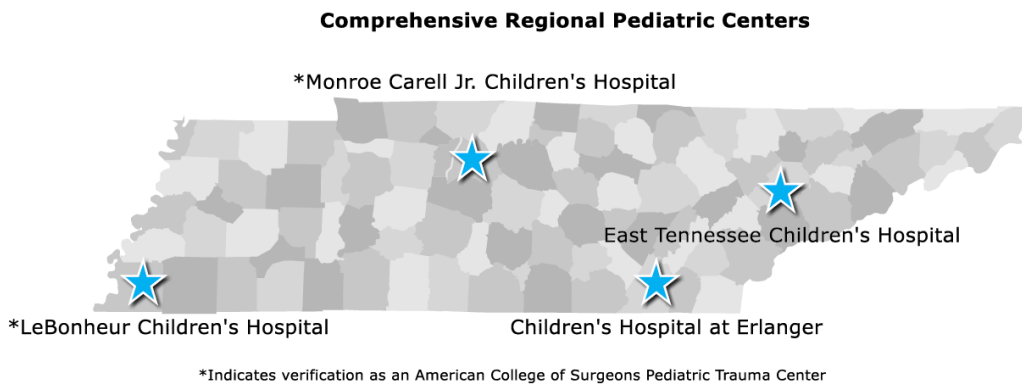 Comprehensive Regional Pediatric Centers
*Monroe Carell Jr. Children's Hospital
East Tennessee Children's Hospital
*LeBonheur Children's Hospital
Children's Hospital at Erlanger
*Indicates verification as an American College of Surgeons Pediatric Trauma Center